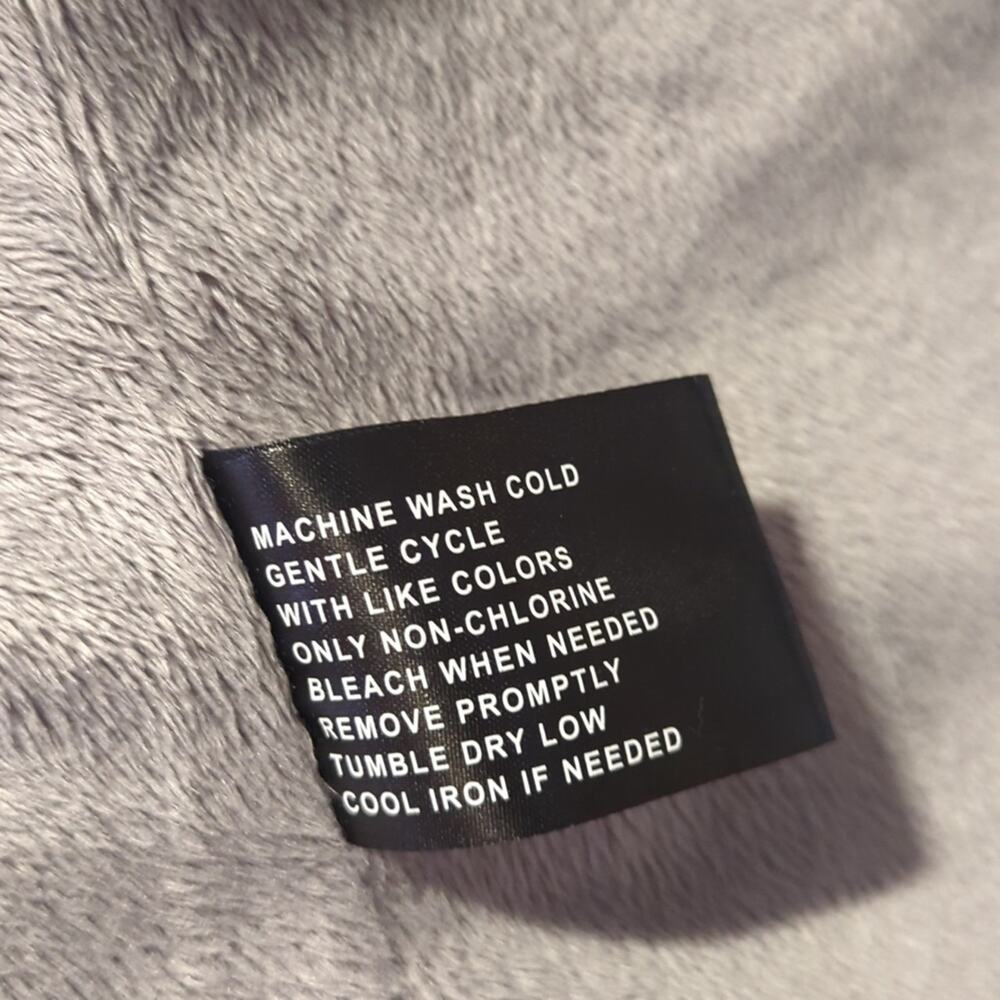 MACHINE WASH COLD
GENTLE CYCLE
WITH LIKE COLORS
ONLY NON-CHLORINE
BLEACH WHEN NEEDED
REMOVE PROMPTLY
TUMBLE DRY LOW
COOL IRON IF NEEDED